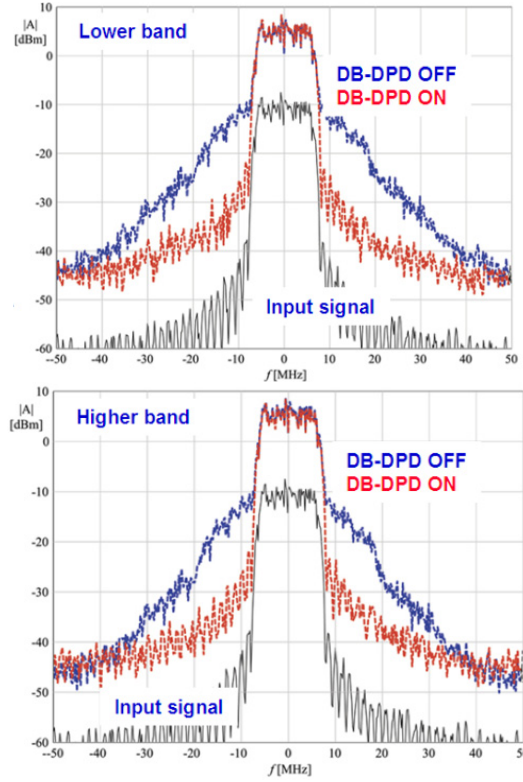 |A|
[dBm]
10
Lower band
DB-DPD OFF
DB-DPD ON
0
-10
-20
-30
-40
-50
-60
Input signal
--50 -40 -30 -20 -10 0 10 20 30 40 50
f [MHz]
|A|
[dBm]
10
Higher band
DB-DPD OFF
DB-DPD ON
0
-10
-20
-30
-40
-50
-60
Input signal
--50 -40 -30 -20 -10 0 10 20 30 40 50
f [MHz]